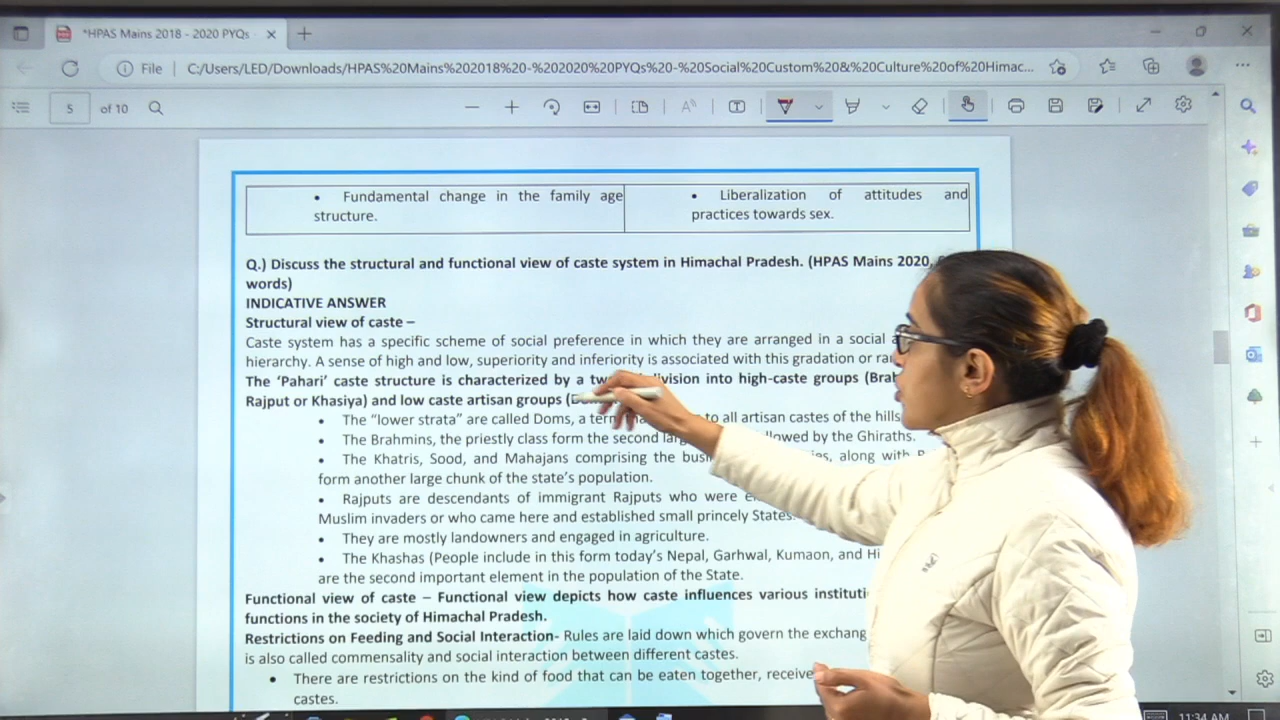 *HPAS Mains 2018 - 2020 PYQs
File
C:/Users/LED/Downloads/HPAS%20Mains%202018%20-%202020%20PYQs%20-%20Social%20Custom%20&%20Culture%20of%20Himac...
5 of 10
• Fundamental change in the family age
structure.
• Liberalization of attitudes and
practices towards sex.
Q.) Discuss the structural and functional view of caste system in Himachal Pradesh. (HPAS Mains 2020,
words)
INDICATIVE ANSWER
Structural view of caste –
Caste system has a specific scheme of social preference in which they are arranged in a social
hierarchy. A sense of high and low, superiority and inferiority is associated with this gradation or
The 'Pahari' caste structure is characterized by a into high-caste groups
Rajput or Khasiya) and low caste artisan groups
• The "lower strata" are called Doms, a to all artisan castes of the hills
• The Brahmins, the priestly class form the second by the Ghiraths.
• The Khatris, Sood, and Mahajans comprising the along with
form another large chunk of the state's population.
• Rajputs are descendants of immigrant Rajputs who were
Muslim invaders or who came here and established small princely States.
• They are mostly landowners and engaged in agriculture.
• The Khashas (People include in this form today's Nepal, Garhwal, Kumaon, and
are the second important element in the population of the State.
Functional view of caste – Functional view depicts how caste influences various
functions in the society of Himachal Pradesh.
Restrictions on Feeding and Social Interaction- Rules are laid down which govern the
is also called commensality and social interaction between different castes.
• There are restrictions on the kind of food that can be eaten together,
castes.
11:34 AM